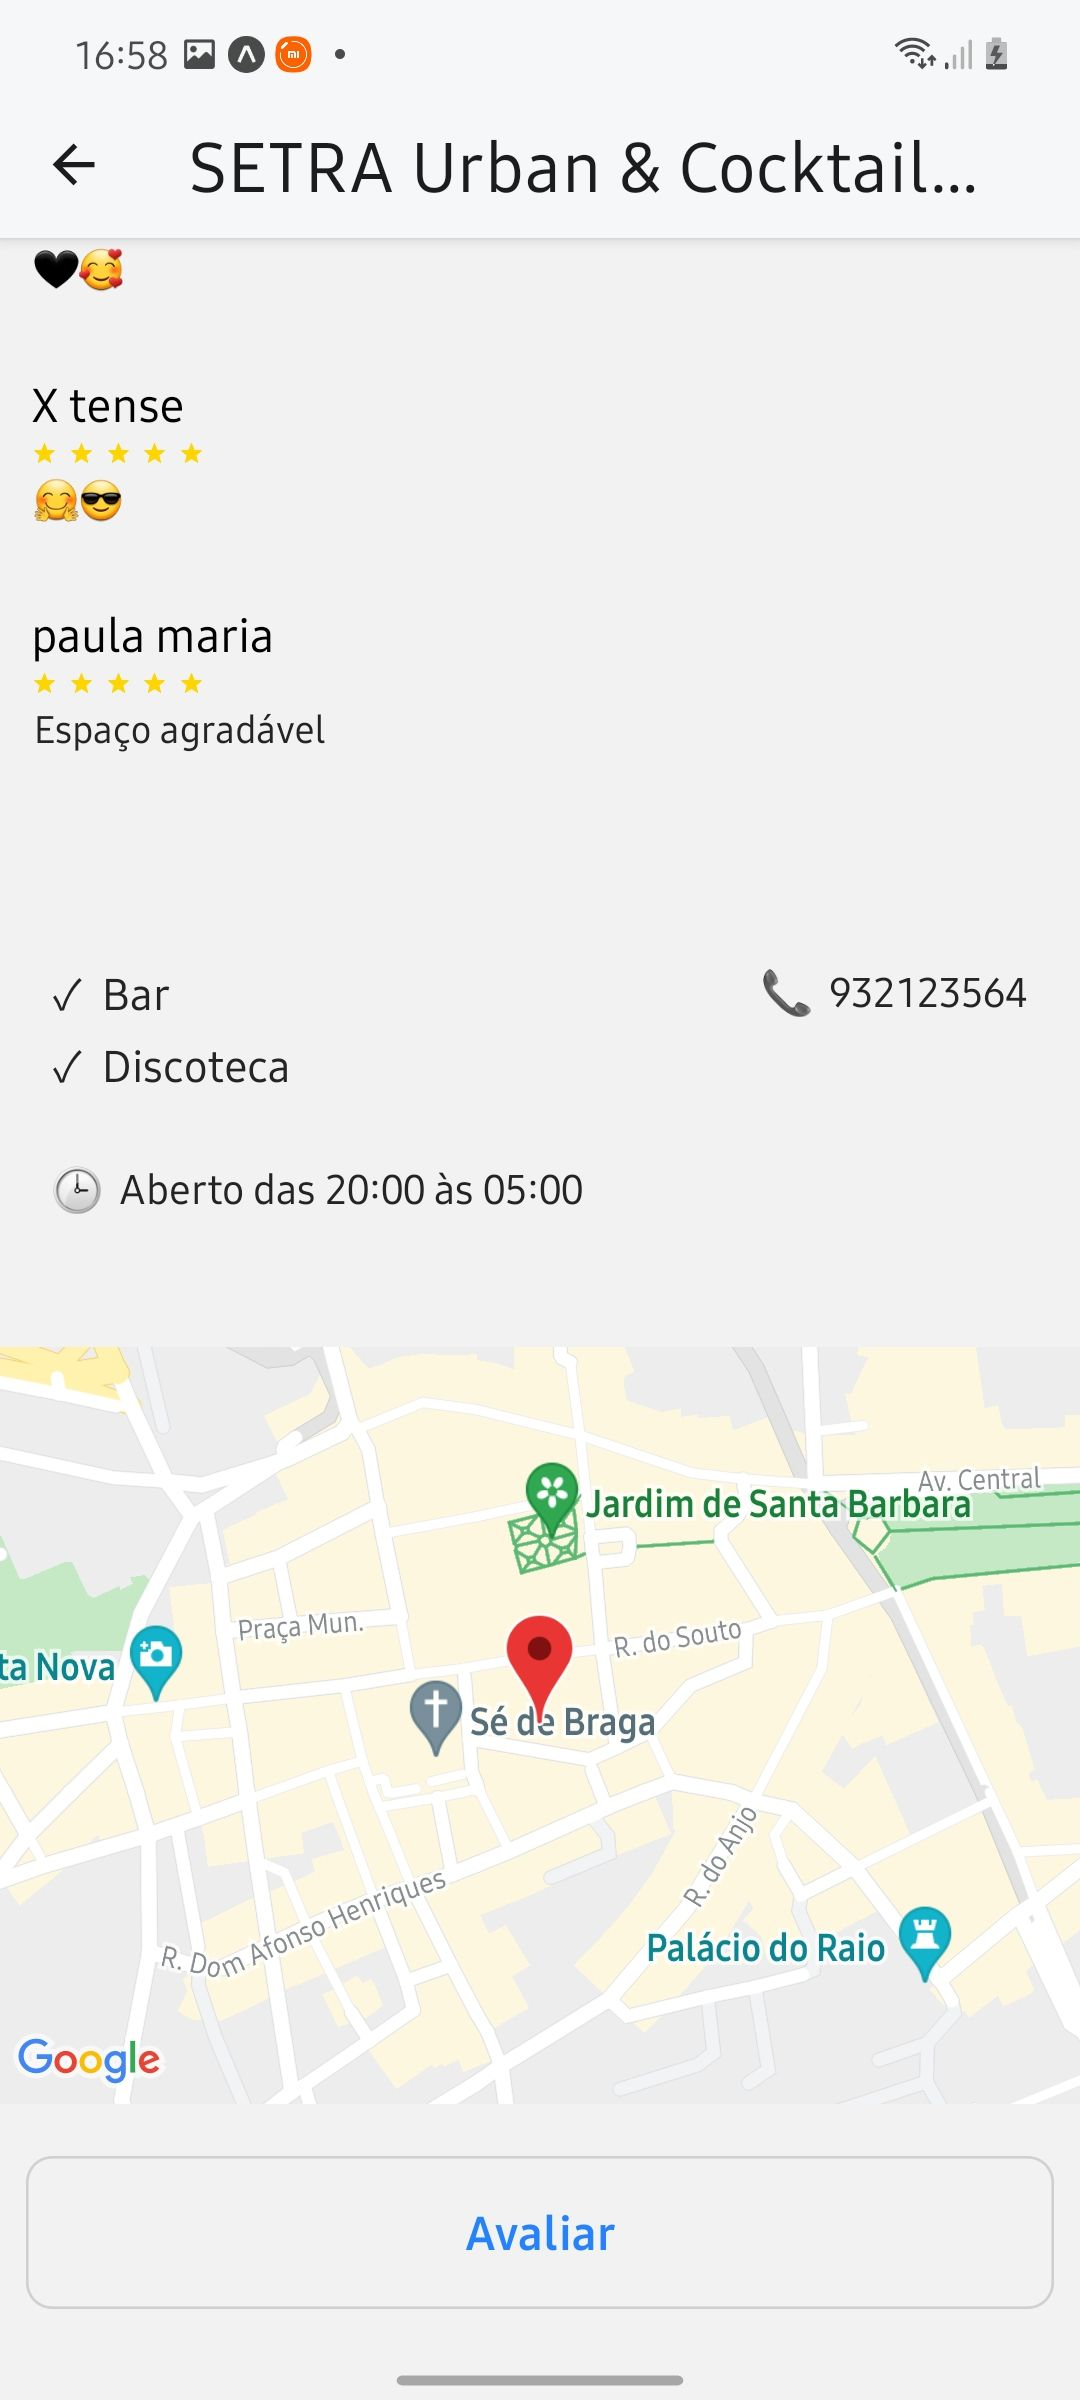 16:58
SETRA Urban & Cocktail...
🖤🥰
X tense
★ ★ ★ ★ ★
🤗😎
paula maria
★ ★ ★ ★ ★
Espaço agradável
✓ Bar
📞 932123564
✓ Discoteca
🕒 Aberto das 20:00 às 05:00
Av. Central
Jardim de Santa Barbara
Praça Mun.
R. do Souto
ta Nova
Sé de Braga
R. do Anjo
R. Dom Afonso Henriques
Palácio do Raio
Google
Avaliar